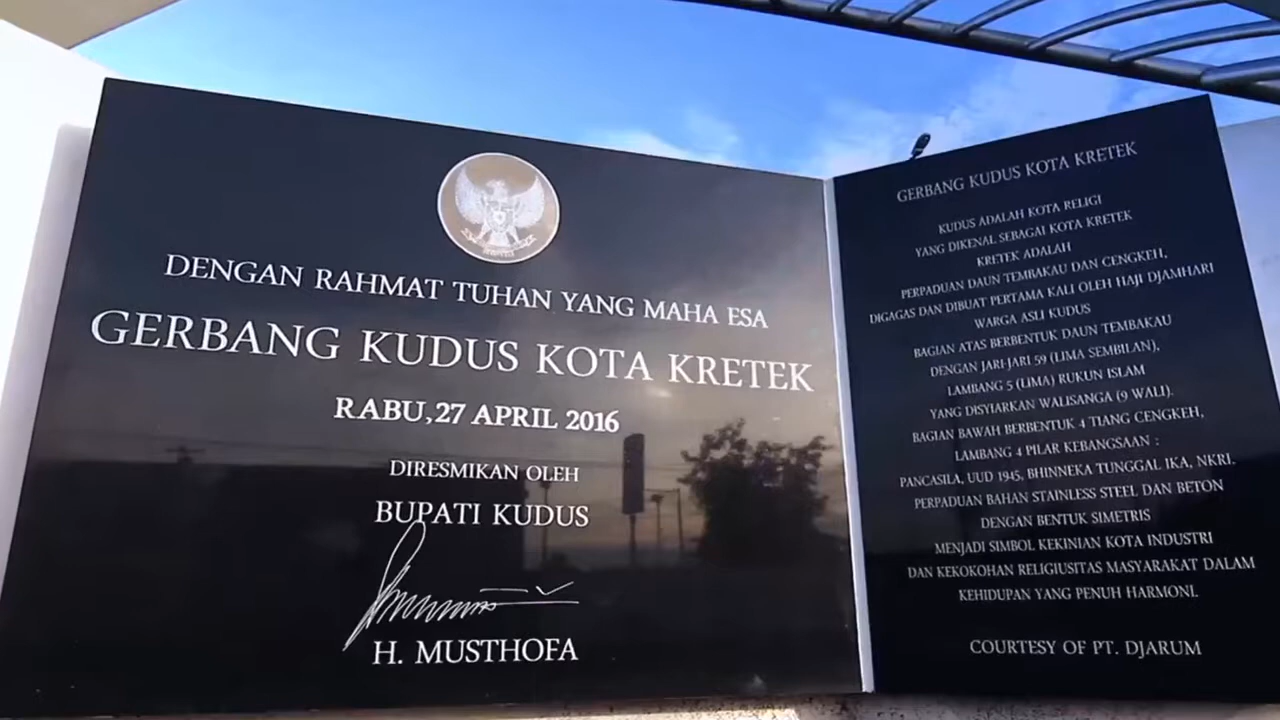 DENGAN RAHMAT TUHAN YANG MAHA ESA
GERBANG KUDUS KOTA KRETEK
RABU,27 APRIL 2016
DIRESMIKAN OLEH
BUPATI KUDUS
H. MUSTHOFA
GERBANG KUDUS KOTA KRETEK
KUDUS ADALAH KOTA RELIGI
YANG DIKENAL SEBAGAI KOTA KRETEK
KRETEK ADALAH
PERPADUAN DAUN TEMBAKAU DAN CENGKEH,
DIGAGAS DAN DIBUAT PERTAMA KALI OLEH HAJI DJAMHARI
WARGA ASLI KUDUS
BAGIAN ATAS BERBENTUK DAUN TEMBAKAU
DENGAN JARI-JARI 59 (LIMA SEMBILAN),
LAMBANG 5 (LIMA) RUKUN ISLAM
YANG DISYIARKAN WALISANGA (9 WALI).
BAGIAN BAWAH BERBENTUK 4 TIANG CENGKEH,
LAMBANG 4 PILAR KEBANGSAAN :
PANCASILA, UUD 1945, BHINNEKA TUNGGAL IKA, NKRI.
PERPADUAN BAHAN STAINLESS STEEL DAN BETON
DENGAN BENTUK SIMETRIS
MENJADI SIMBOL KEKINIAN KOTA INDUSTRI
DAN KEKOKOHAN RELIGIUSITAS MASYARAKAT DALAM
KEHIDUPAN YANG PENUH HARMONI.
COURTESY OF PT. DJARUM